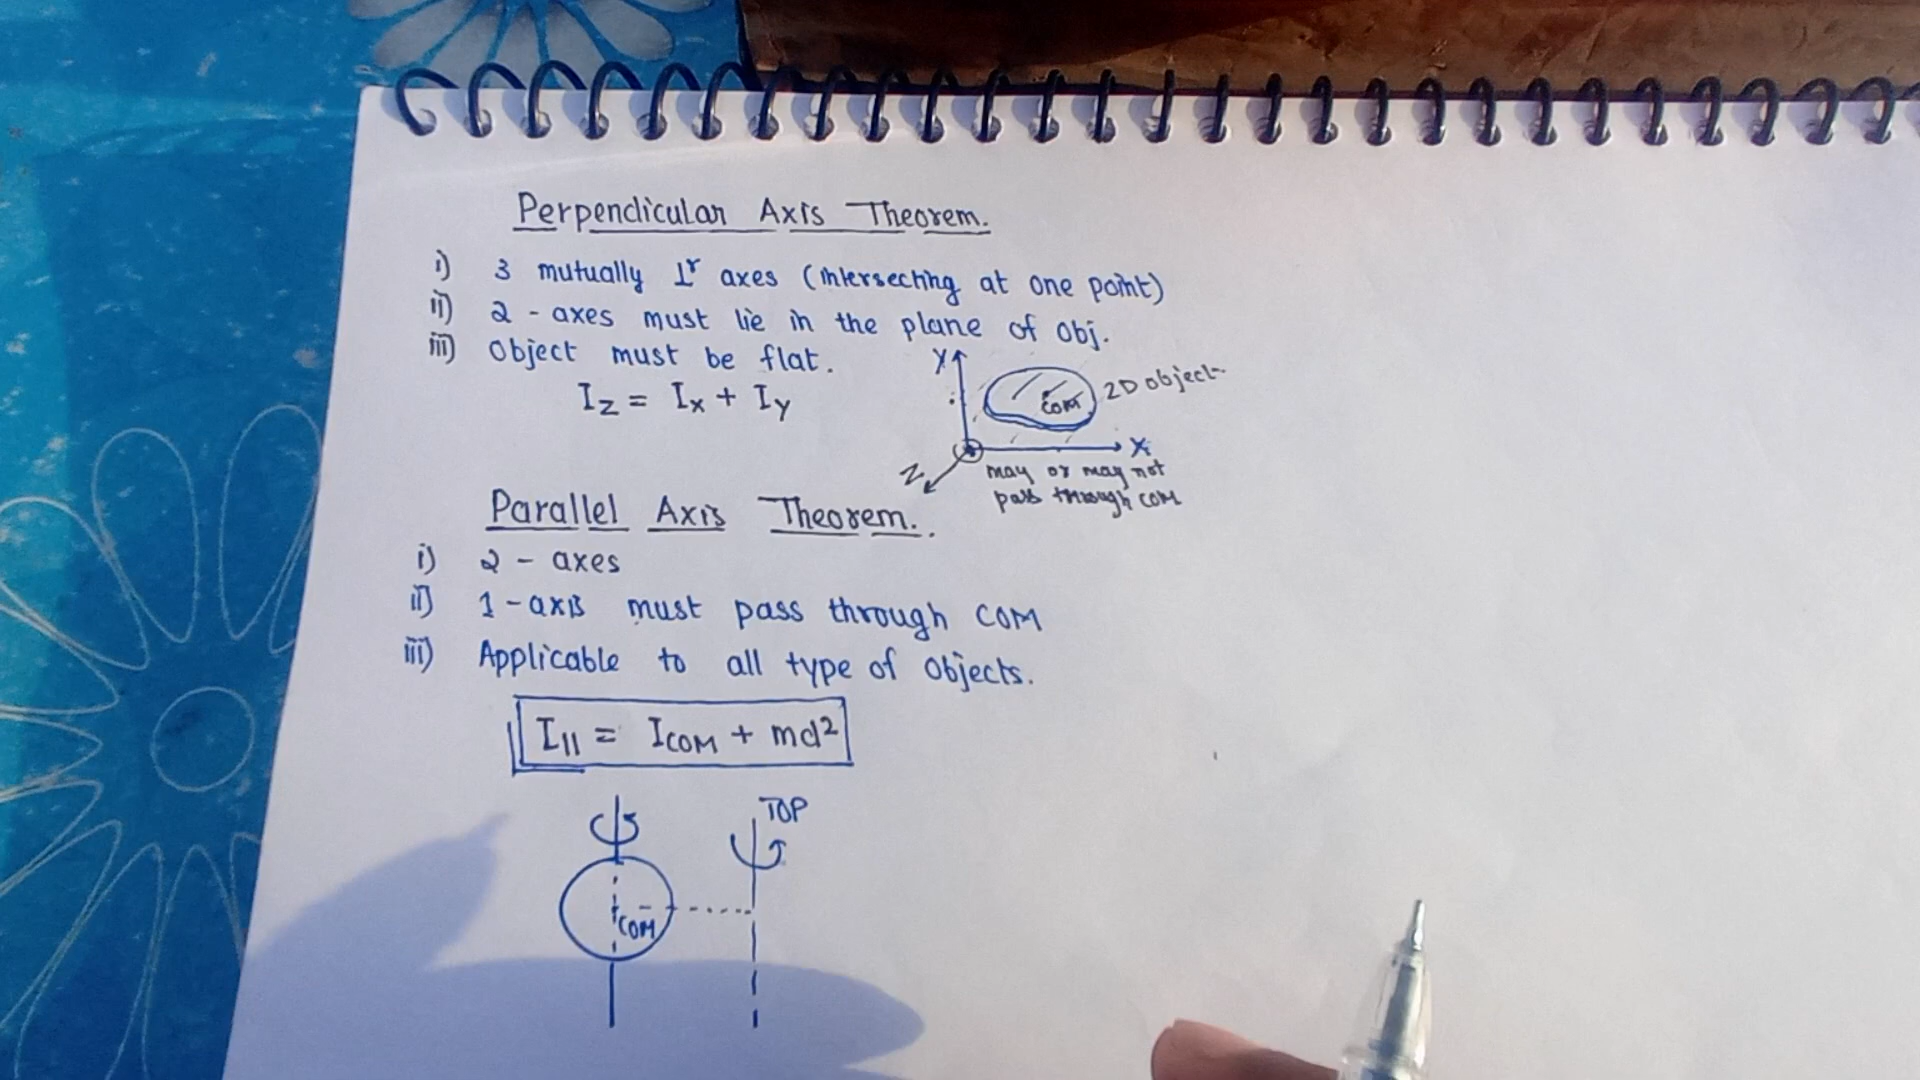 Perpendicular Axis Theorem.
i) 3 mutually ⊥r axes (intersecting at one point)
ii) 2 - axes must lie in the plane of obj.
iii) Object must be flat.
Iz = Ix + Iy
Y
COM
2D object
X
Z
may or may not
pass through COM
Parallel Axis Theorem.
i) 2 - axes
ii) 1 - axis must pass through COM
iii) Applicable to all type of Objects.
I|| = ICOM + md²
TOP
COM